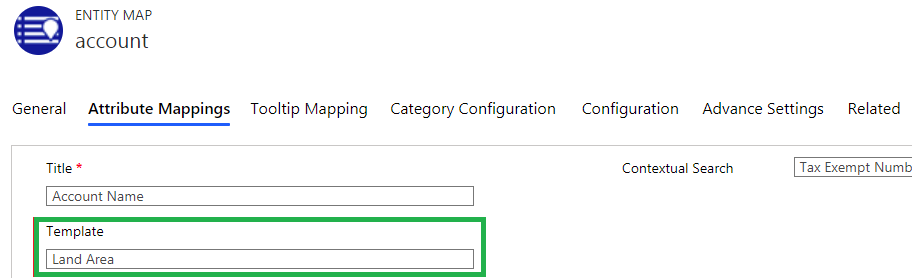 ENTITY MAP
account
General Attribute Mappings Tooltip Mapping Category Configuration Configuration Advance Settings Related
Title * Contextual Search Tax Exempt Numb
Account Name
Template
Land Area